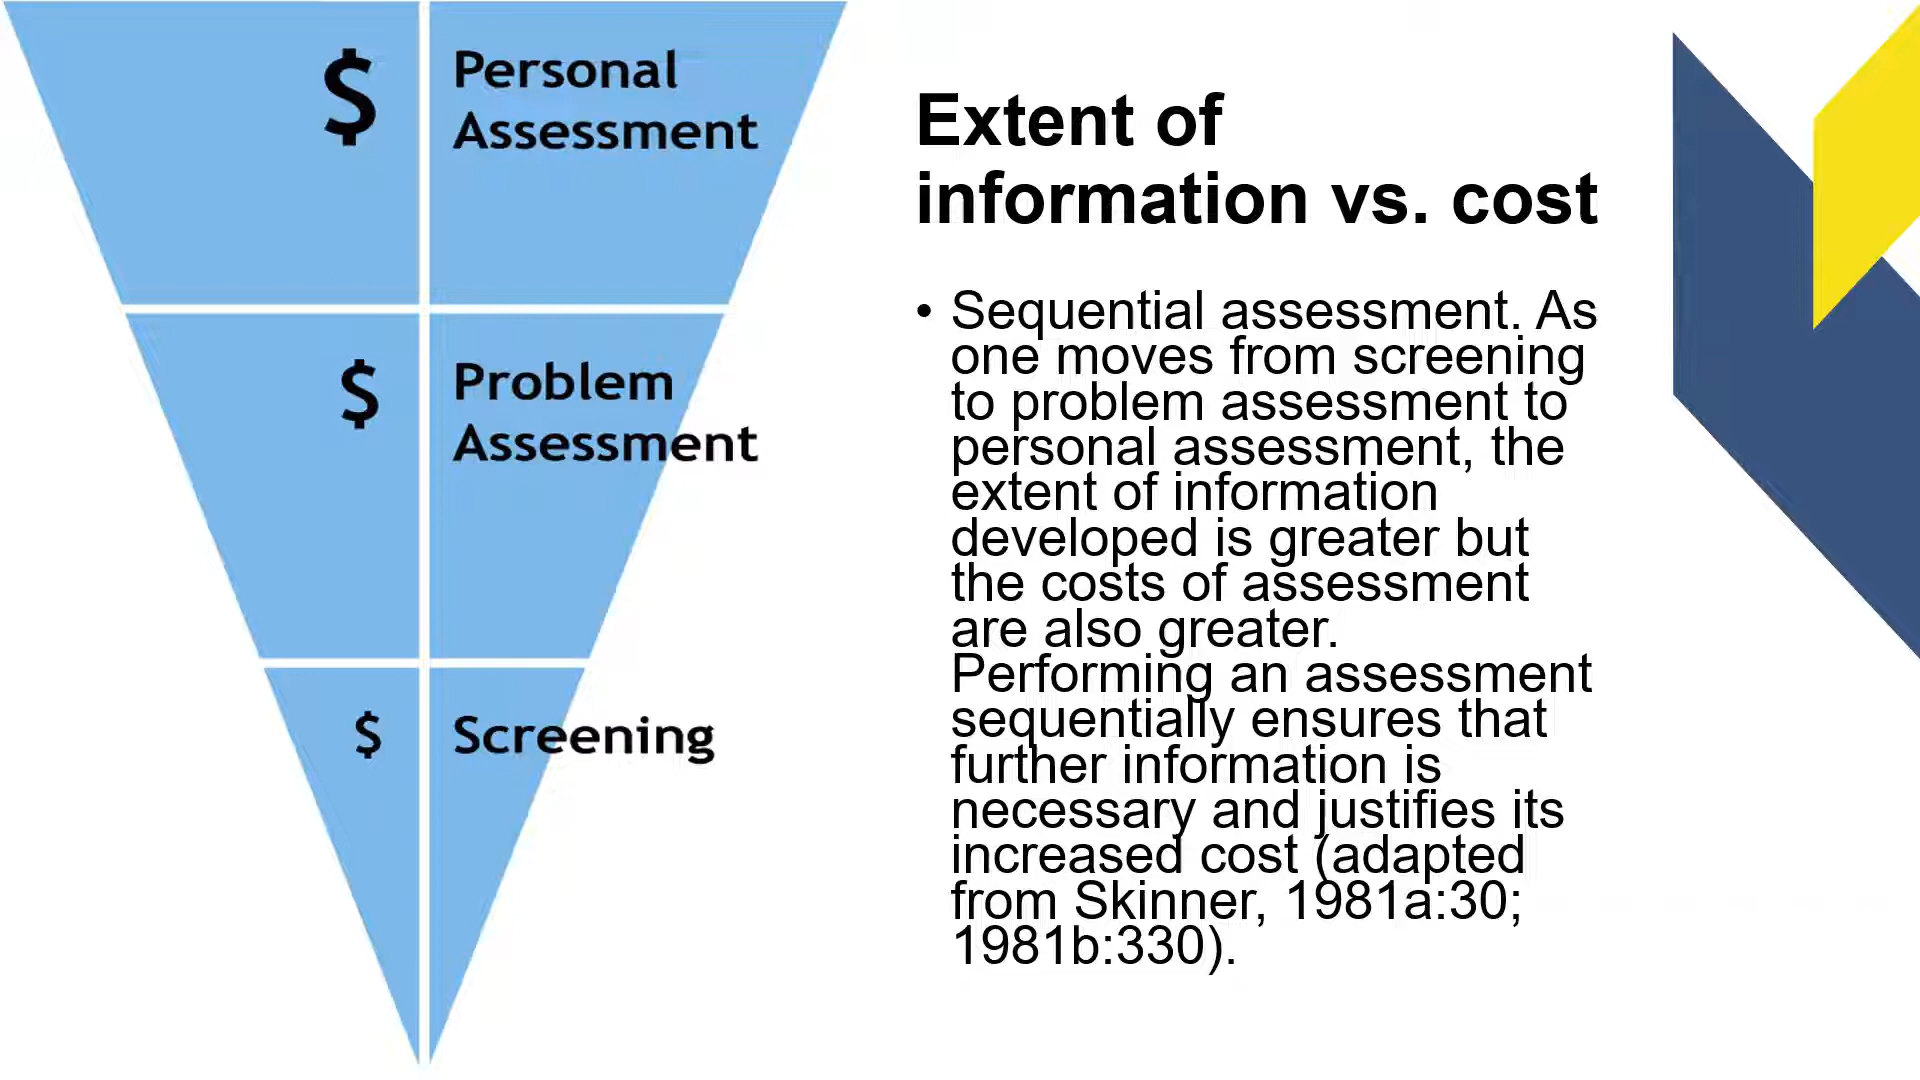 $
Personal
Assessment
$
Problem
Assessment
$
Screening
Extent of
information vs. cost
• Sequential assessment. As
one moves from screening
to problem assessment to
personal assessment, the
extent of information
developed is greater but
the costs of assessment
are also greater.
Performing an assessment
sequentially ensures that
further information is
necessary and justifies its
increased cost (adapted
from Skinner, 1981a:30;
1981b:330).